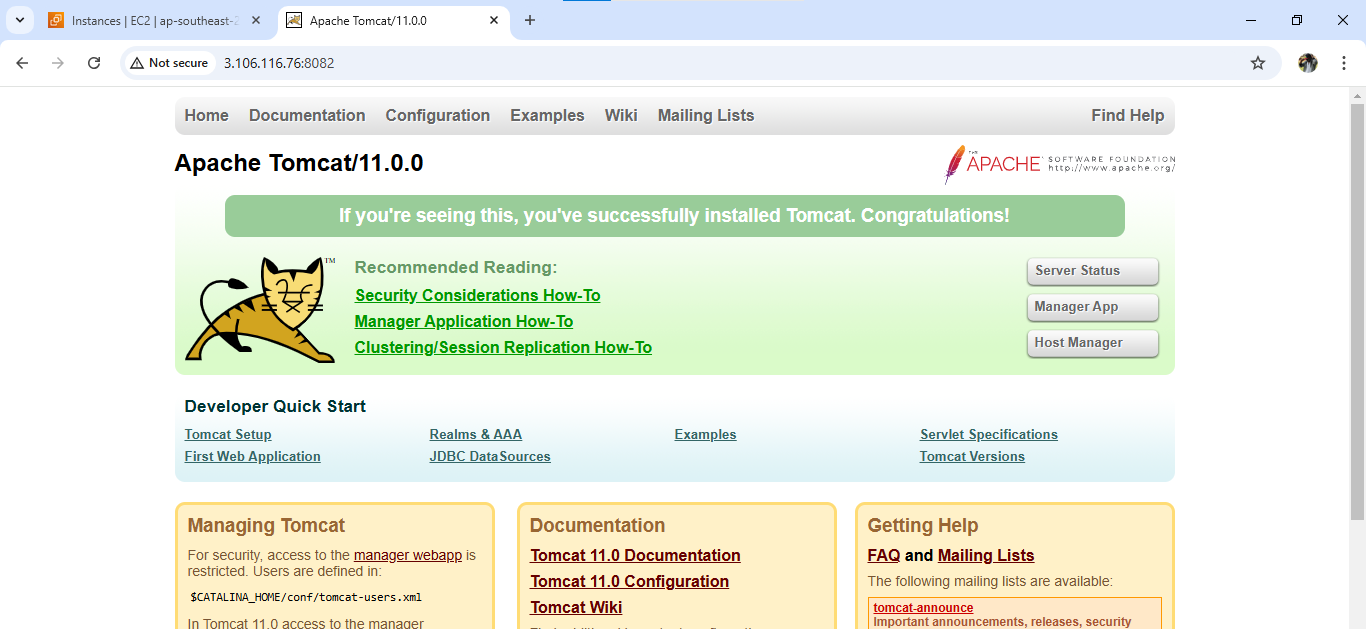 Instances | EC2 | ap-southeast-2
Apache Tomcat/11.0.0
Not secure
3.106.116.76:8082
Home Documentation Configuration Examples Wiki Mailing Lists Find Help
Apache Tomcat/11.0.0
THE APACHE SOFTWARE FOUNDATION
http://www.apache.org/
If you're seeing this, you've successfully installed Tomcat. Congratulations!
TM
Recommended Reading:
Security Considerations How-To
Manager Application How-To
Clustering/Session Replication How-To
Server Status
Manager App
Host Manager
Developer Quick Start
Tomcat Setup
First Web Application
Realms & AAA
JDBC DataSources
Examples
Servlet Specifications
Tomcat Versions
Managing Tomcat
For security, access to the manager webapp is
restricted. Users are defined in:
$CATALINA_HOME/conf/tomcat-users.xml
In Tomcat 11.0 access to the manager
Documentation
Tomcat 11.0 Documentation
Tomcat 11.0 Configuration
Tomcat Wiki
Getting Help
FAQ and Mailing Lists
The following mailing lists are available:
tomcat-announce
Important announcements, releases, security